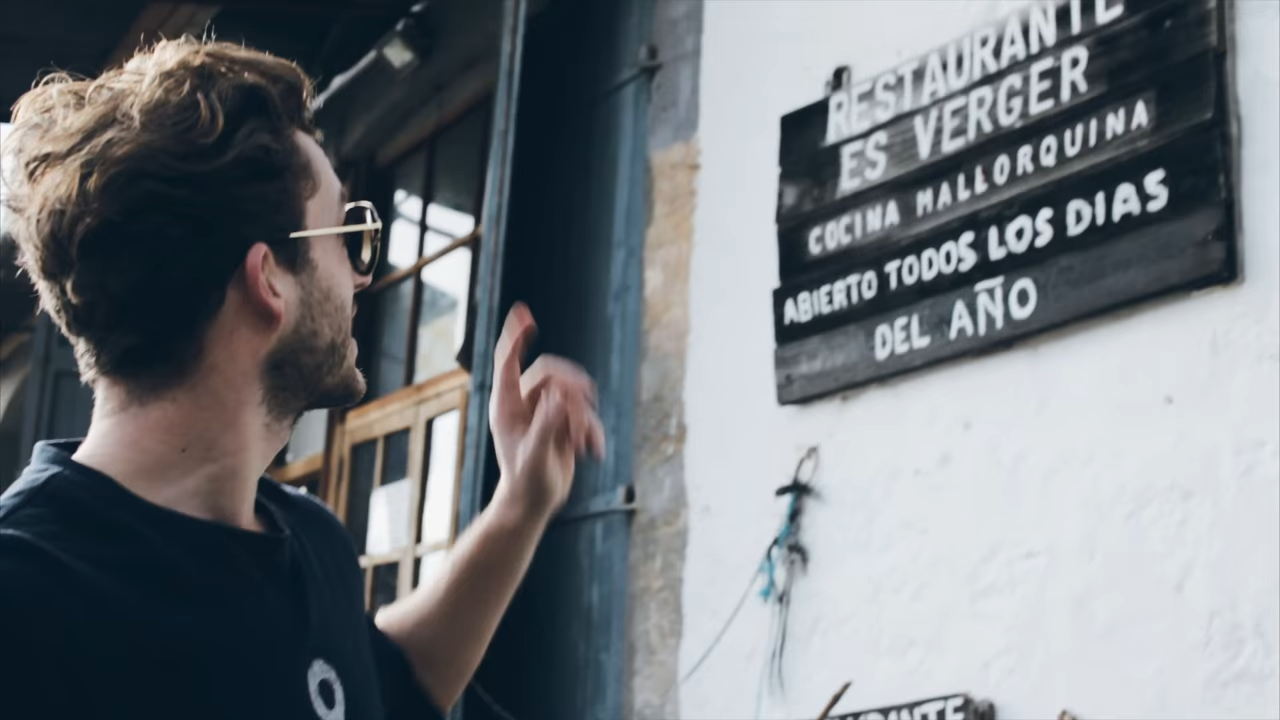 RESTAURANTE
ES VERGER
COCINA MALLORQUINA
ABIERTO TODOS LOS DIAS
DEL AÑO